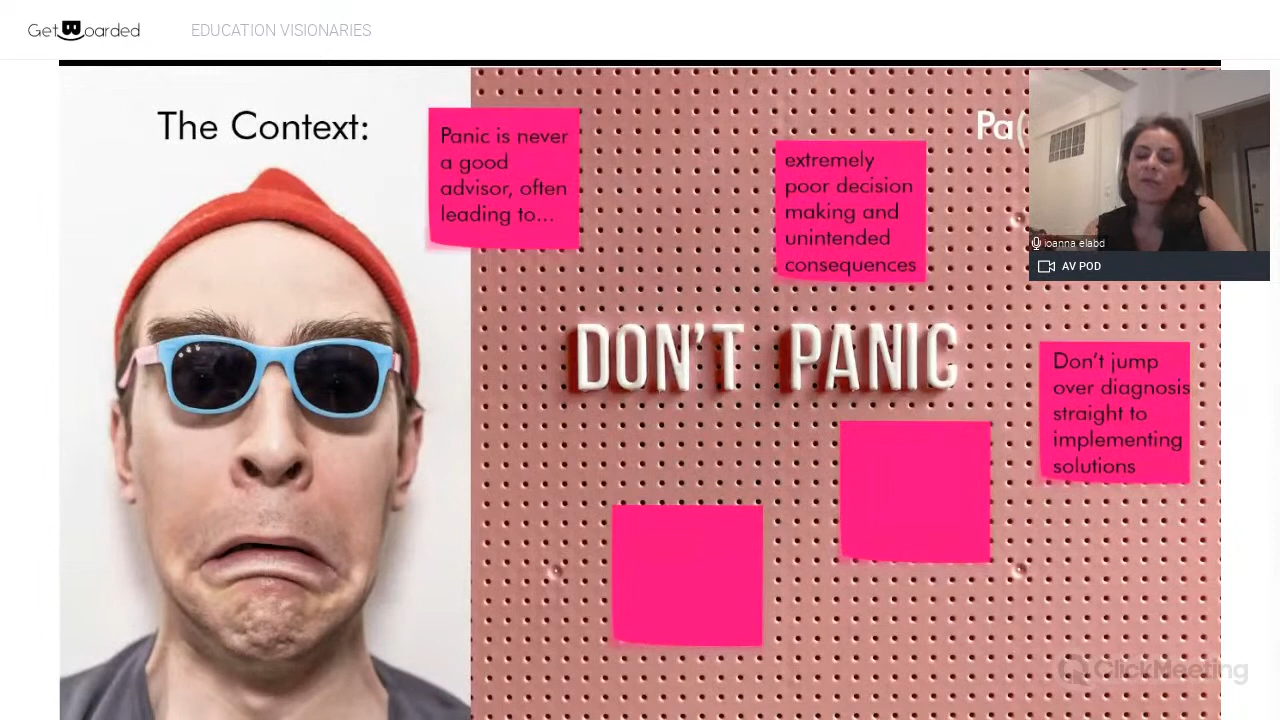 GetBoarded
EDUCATION VISIONARIES
The Context:
Panic is never
a good
advisor, often
leading to...
extremely
poor decision
making and
unintended
consequences
Pa(
ioanna elabd
AV POD
DON'T PANIC
Don't jump
over diagnosis
straight to
implementing
solutions
ClickMeeting